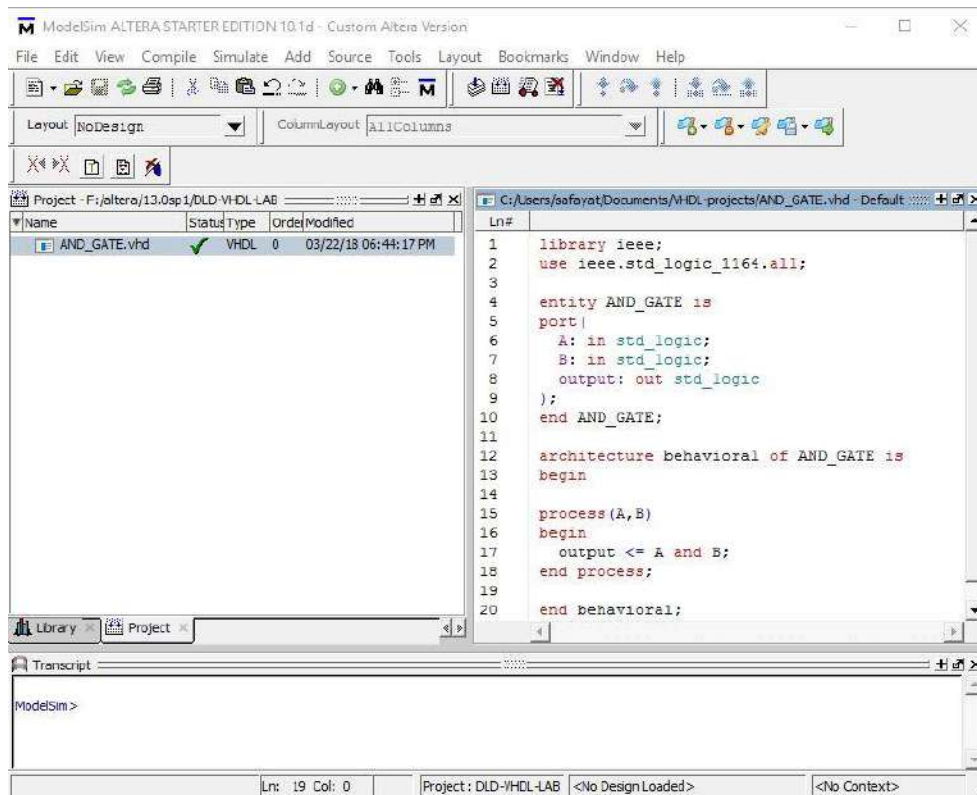 ModelSim ALTERA STARTER EDITION 10.1d - Custom Altera Version
File Edit View Compile Simulate Add Source Tools Layout Bookmarks Window Help
Layout NoDesign
ColumnLayout AllColumns
Project - F:/altera/13.0sp1/DLD-VHDL-LAB
Name Status Type Order Modified
AND_GATE.vhd VHDL 0 03/22/18 06:44:17 PM
Library
Project
C:/Users/safayat/Documents/VHDL-projects/AND_GATE.vhd - Default
Ln#
1 library ieee;
2 use ieee.std_logic_1164.all;
3
4 entity AND_GATE is
5 port(
6 A: in std_logic;
7 B: in std_logic;
8 output: out std_logic
9 );
10 end AND_GATE;
11
12 architecture behavioral of AND_GATE is
13 begin
14
15 process(A,B)
16 begin
17 output <= A and B;
18 end process;
19
20 end behavioral;
Transcript
ModelSim>
Ln: 19 Col: 0 Project : DLD-VHDL-LAB <No Design Loaded> <No Context>